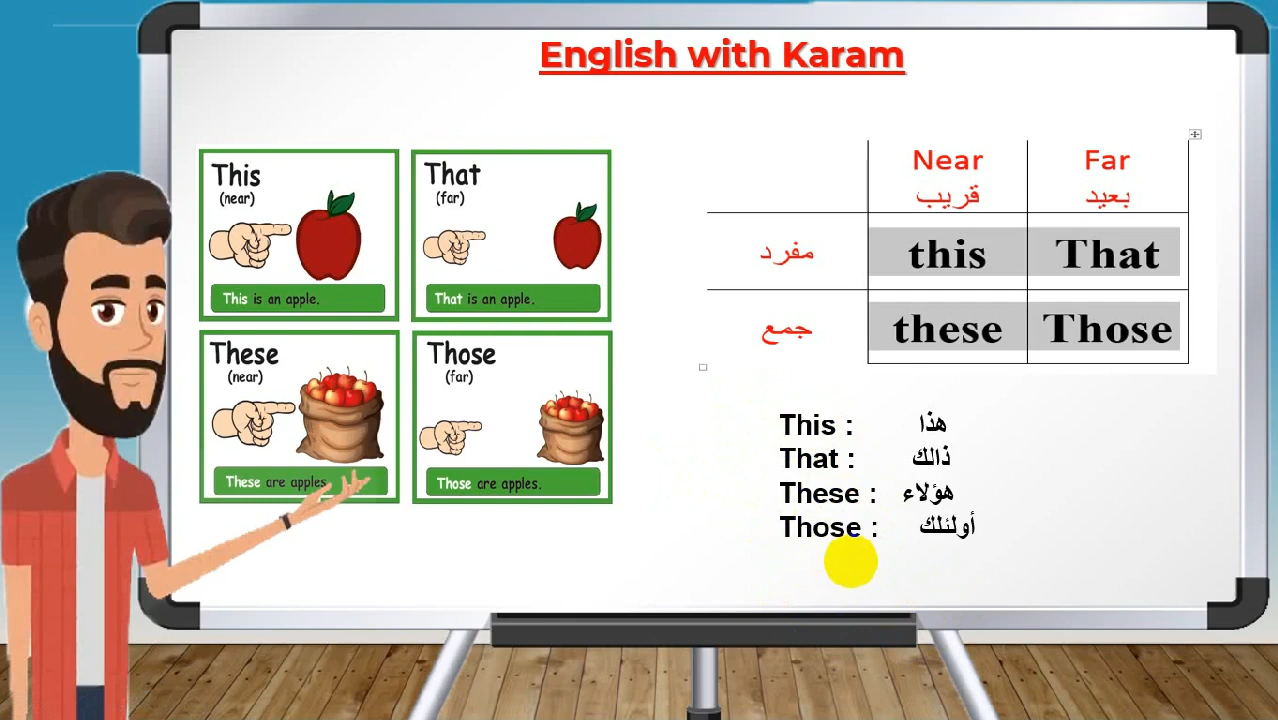 English with Karam
This
(near)
This is an apple.
That
(far)
That is an apple.
These
(near)
These are apples
Those
(far)
Those are apples.
Near Far
قريب بعيد
مفرد this That
جمع these Those
This : هذا
That : ذالك
These : هؤلاء
Those : أولئلك